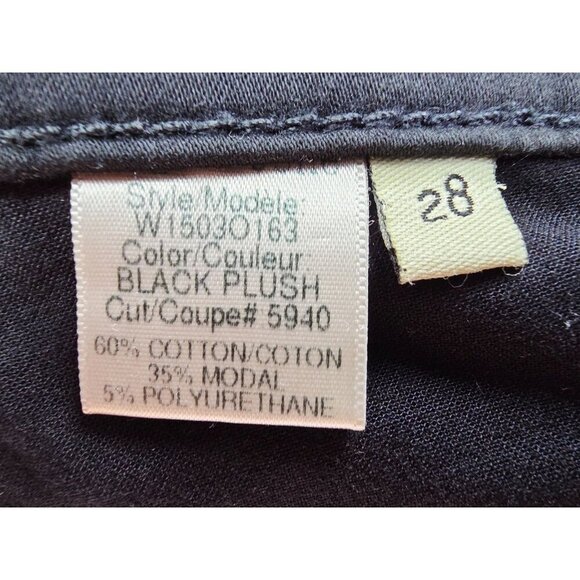 Style/Modele:
W1503O163
Color/Couleur
BLACK PLUSH
Cut/Coupe# 5940
60% COTTON/COTON
35% MODAL
5% POLYURETHANE
28